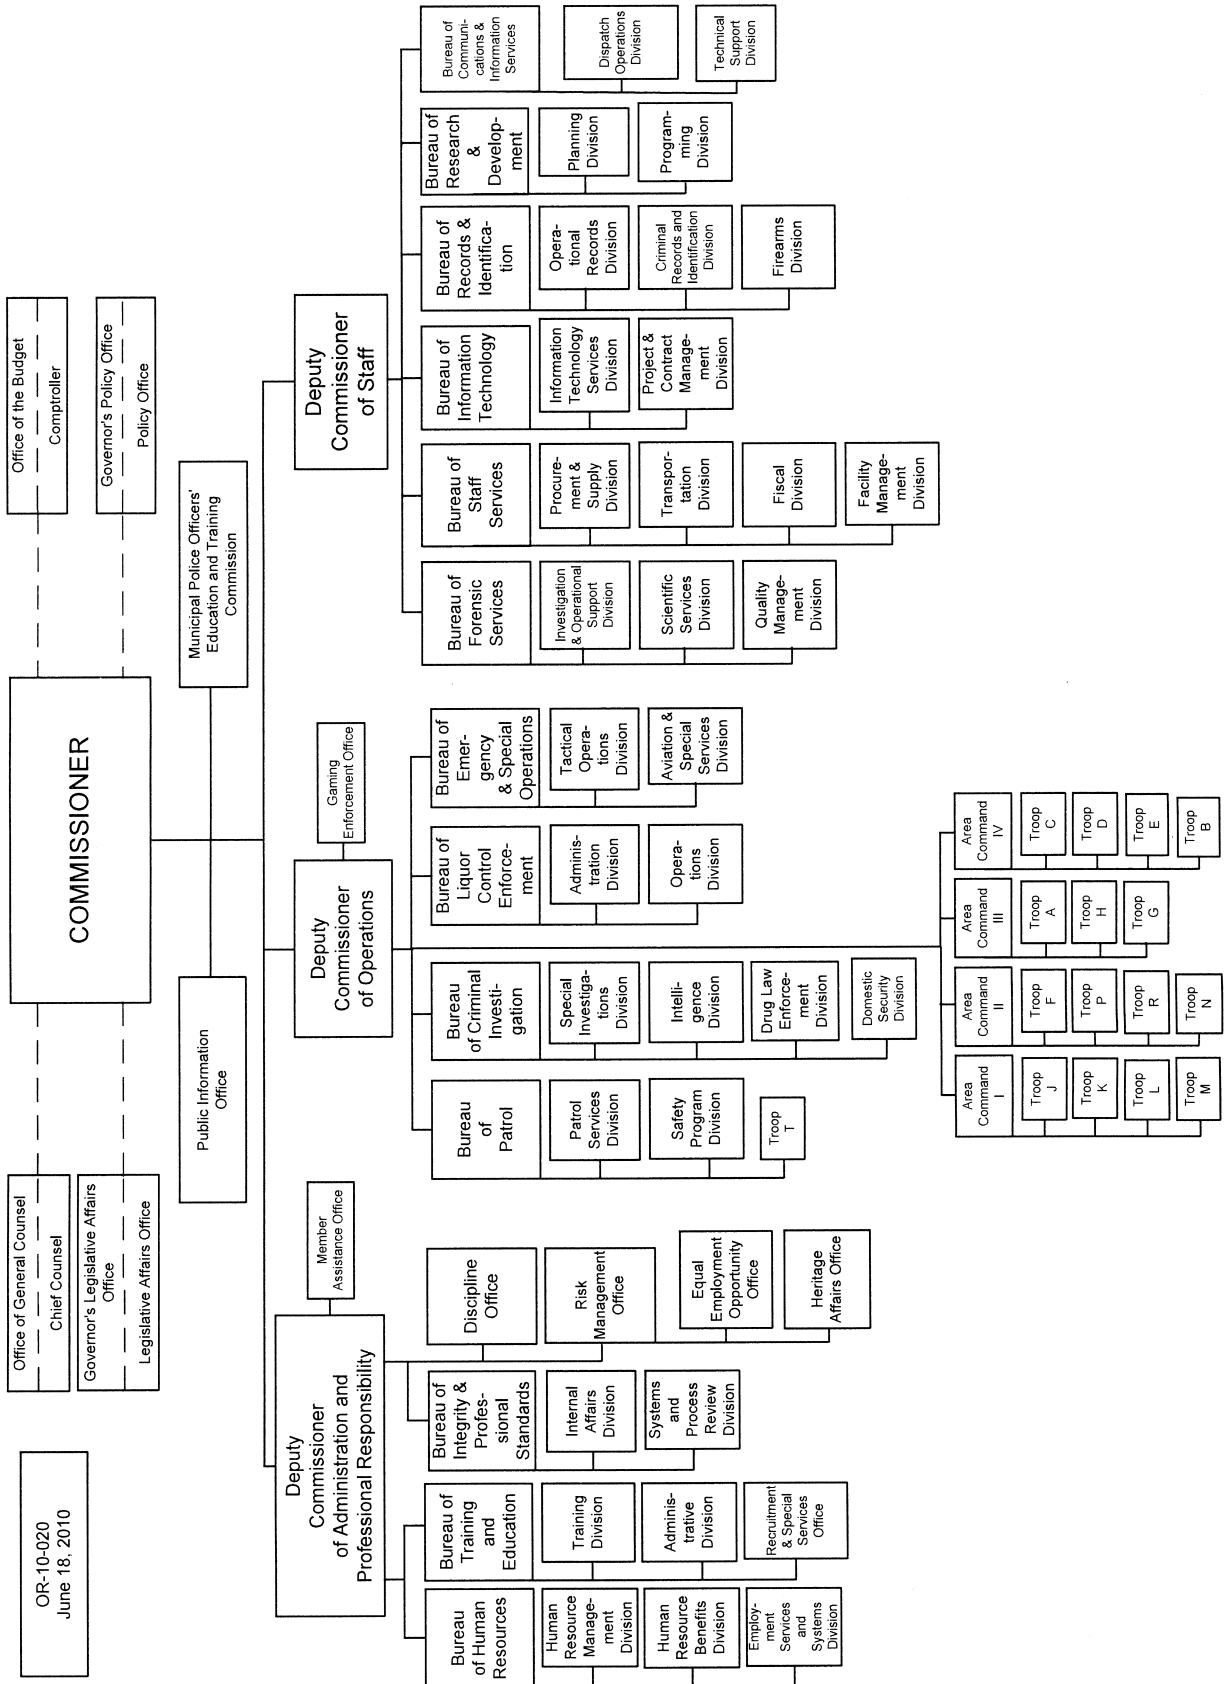 OR-10-020
June 18, 2010
Office of General Counsel
Chief Counsel
Governor's Legislative Affairs
Office
Legislative Affairs Office
COMMISSIONER
Office of the Budget
Comptroller
Governor's Policy Office
Policy Office
Public Information
Office
Municipal Police Officers'
Education and Training
Commission
Deputy
Commissioner
of Administration and
Professional Responsibility
Member
Assistance Office
Bureau
of Human
Resources
Human
Resource
Manage-
ment
Division
Human
Resource
Benefits
Division
Employ-
ment
Services
and
Systems
Division
Bureau of
Training
and
Education
Training
Division
Adminis-
trative
Division
Recruitment
& Special
Services
Office
Bureau of
Integrity &
Profes-
sional
Standards
Internal
Affairs
Division
Systems
and
Process
Review
Division
Discipline
Office
Risk
Management
Office
Equal
Employment
Opportunity
Office
Heritage
Affairs Office
Deputy
Commissioner
of Operations
Gaming
Enforcement Office
Bureau
of
Patrol
Patrol
Services
Division
Safety
Program
Division
Troop
T
Bureau
of Criminal
Investi-
gation
Special
Investiga-
tions
Division
Intelli-
gence
Division
Drug Law
Enforce-
ment
Division
Domestic
Security
Division
Bureau of
Liquor
Control
Enforce-
ment
Adminis-
tration
Division
Opera-
tions
Division
Bureau of
Emer-
gency
& Special
Operations
Tactical
Opera-
tions
Division
Aviation &
Special
Services
Division
Area
Command
I
Troop
J
Troop
K
Troop
L
Troop
M
Area
Command
II
Troop
F
Troop
P
Troop
R
Troop
N
Area
Command
III
Troop
A
Troop
H
Troop
G
Area
Command
IV
Troop
C
Troop
D
Troop
E
Troop
B
Deputy
Commissioner
of Staff
Bureau of
Forensic
Services
Investigation
& Operational
Support
Division
Scientific
Services
Division
Quality
Manage-
ment
Division
Bureau of
Staff
Services
Procure-
ment &
Supply
Division
Transpor-
tation
Division
Fiscal
Division
Facility
Manage-
ment
Division
Bureau of
Information
Technology
Information
Technology
Services
Division
Project &
Contract
Manage-
ment
Division
Bureau of
Records &
Identifica-
tion
Opera-
tional
Records
Division
Criminal
Records and
Identification
Division
Firearms
Division
Bureau of
Research
&
Develop-
ment
Planning
Division
Program-
ming
Division
Bureau of
Communi-
cations &
Information
Services
Dispatch
Operations
Division
Technical
Support
Division